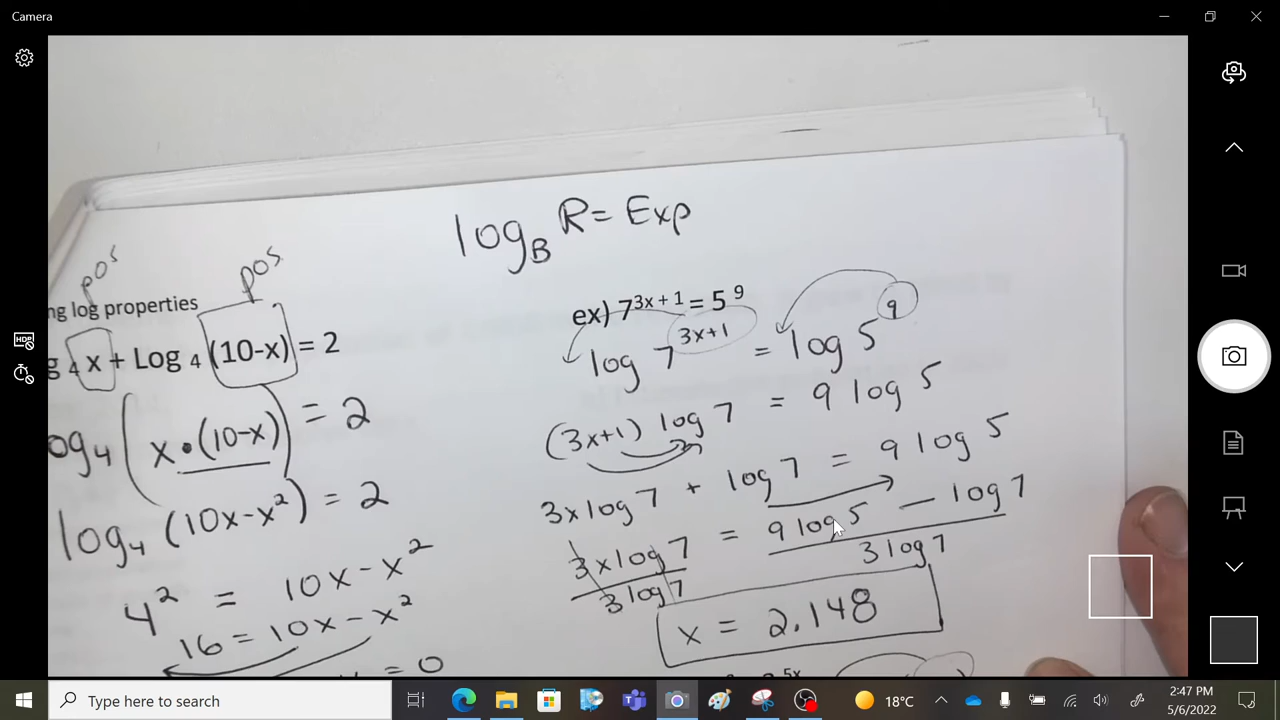 Camera
log_B R = Exp
pos
pos
ng log properties
g 4 x + Log 4 (10-x) = 2
og4 (x • (10-x)) = 2
log4 (10x-x²) = 2
4² = 10x - x²
16 = 10x - x²
= 0
ex) 7^(3x + 1) = 5^9
log 7^(3x+1) = log 5^9
(3x+1) log 7 = 9 log 5
3x log 7 + log 7 = 9 log 5
3x log 7 = 9 log 5 — log 7
3 log 7 3 log 7
x = 2.148
5x
Type here to search
18°C
2:47 PM
5/6/2022